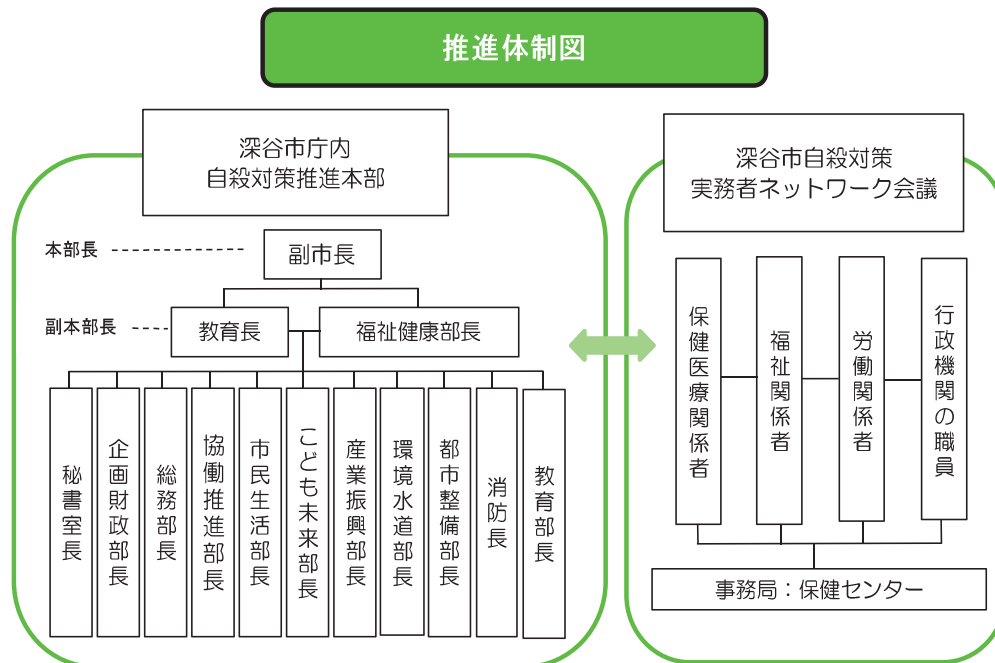 推進体制図
深谷市庁内
自殺対策推進本部
本部長
副市長
副本部長
教育長
福祉健康部長
秘書室長
企画財政部長
総務部長
協働推進部長
市民生活部長
こども未来部長
産業振興部長
環境水道部長
都市整備部長
消防長
教育部長
深谷市自殺対策
実務者ネットワーク会議
保健医療関係者
福祉関係者
労働関係者
行政機関の職員
事務局：保健センター